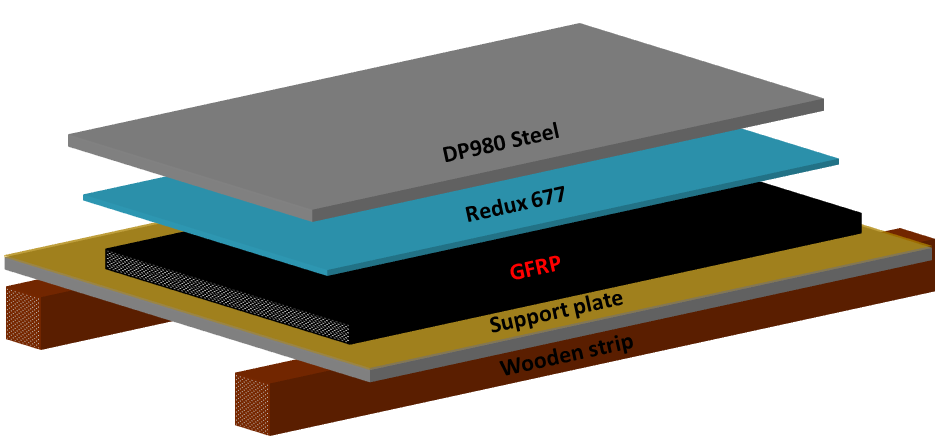 DP980 Steel
Redux 677
GFRP
Support plate
Wooden strip